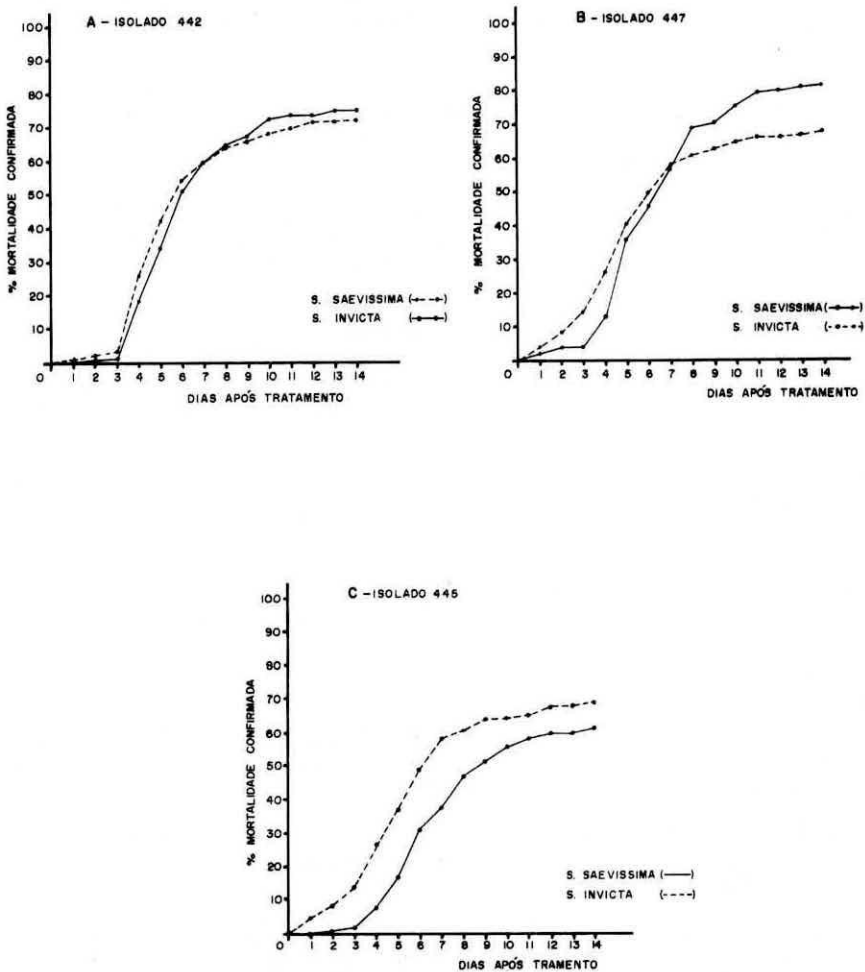 A - ISOLADO 442
100
90
80
70
60
50
40
30
20
10
0 1 2 3 4 5 6 7 8 9 10 11 12 13 14
% MORTALIDADE CONFIRMADA
DIAS APÓS TRATAMENTO
S. SAEVISSIMA (----)
S. INVICTA (——)
B - ISOLADO 447
100
90
80
70
60
50
40
30
20
10
0 1 2 3 4 5 6 7 8 9 10 11 12 13 14
% MORTALIDADE CONFIRMADA
DIAS APÓS TRATAMENTO
S. SAEVISSIMA (——)
S. INVICTA (----)
C - ISOLADO 445
100
90
80
70
60
50
40
30
20
10
0 1 2 3 4 5 6 7 8 9 10 11 12 13 14
% MORTALIDADE CONFIRMADA
DIAS APÓS TRAMENTO
S. SAEVISSIMA (——)
S. INVICTA (----)